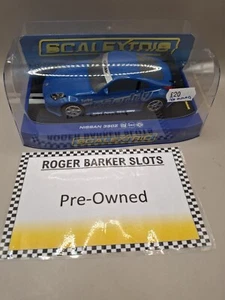 SCALEXTRIC
£20
NISSAN 350Z
ROGER BARKER SLOTS
Pre-Owned